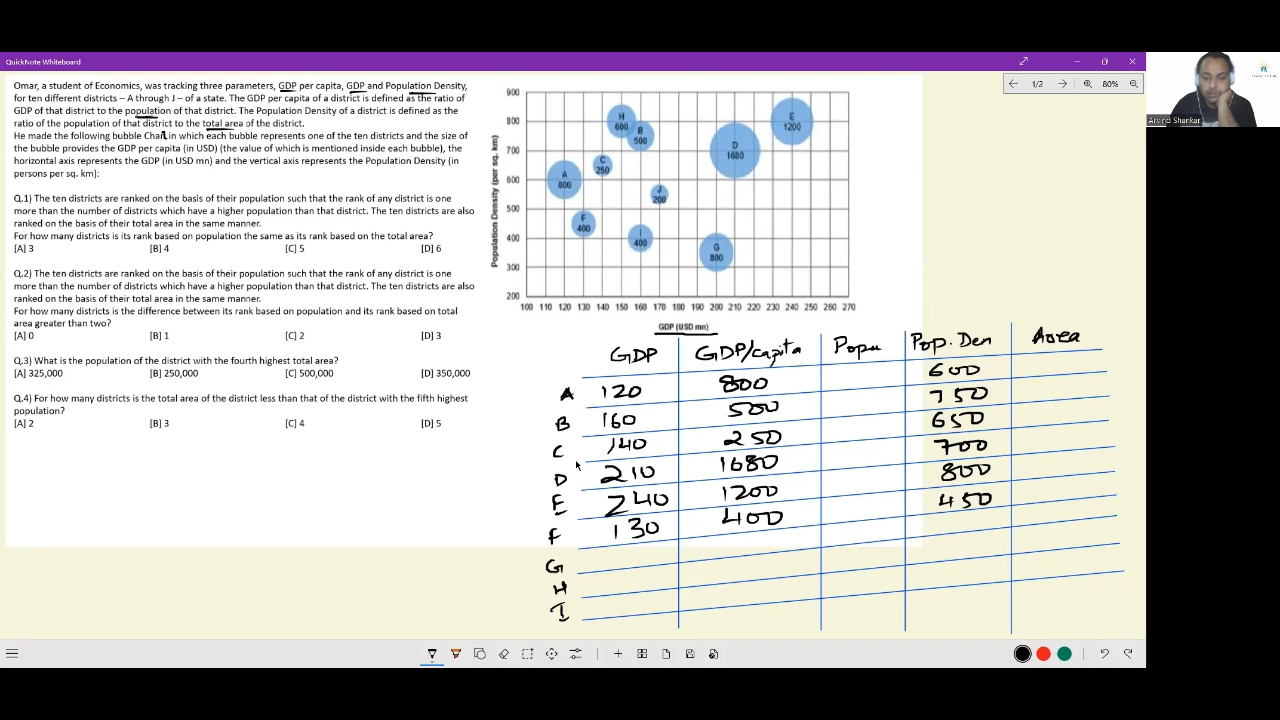 QuickNote Whiteboard
1/2
80%
Arvind Shankar
Omar, a student of Economics, was tracking three parameters, GDP per capita, GDP and Population Density,
for ten different districts – A through J – of a state. The GDP per capita of a district is defined as the ratio of
GDP of that district to the population of that district. The Population Density of a district is defined as the
ratio of the population of that district to the total area of the district.
He made the following bubble Chart in which each bubble represents one of the ten districts and the size of
the bubble provides the GDP per capita (in USD) (the value of which is mentioned inside each bubble), the
horizontal axis represents the GDP (in USD mn) and the vertical axis represents the Population Density (in
persons per sq. km):
Q.1) The ten districts are ranked on the basis of their population such that the rank of any district is one
more than the number of districts which have a higher population than that district. The ten districts are also
ranked on the basis of their total area in the same manner.
For how many districts is its rank based on population the same as its rank based on the total area?
[A] 3 [B] 4 [C] 5 [D] 6
Q.2) The ten districts are ranked on the basis of their population such that the rank of any district is one
more than the number of districts which have a higher population than that district. The ten districts are also
ranked on the basis of their total area in the same manner.
For how many districts is the difference between its rank based on population and its rank based on total
area greater than two?
[A] 0 [B] 1 [C] 2 [D] 3
Q.3) What is the population of the district with the fourth highest total area?
[A] 325,000 [B] 250,000 [C] 500,000 [D] 350,000
Q.4) For how many districts is the total area of the district less than that of the district with the fifth highest
population?
[A] 2 [B] 3 [C] 4 [D] 5
Population Density (per sq. km)
900
800
700
600
500
400
300
200
H
600
B
500
E
1200
D
1680
C
250
A
800
J
200
F
400
I
400
G
800
100 110 120 130 140 150 160 170 180 190 200 210 220 230 240 250 260 270
GDP (USD mn)
GDP GDP/capita Popu Pop. Den Area
A 120 800 600
B 160 500 750
C 140 250 650
D 210 1680 700
E 240 1200 800
F 130 400 450
G
H
I